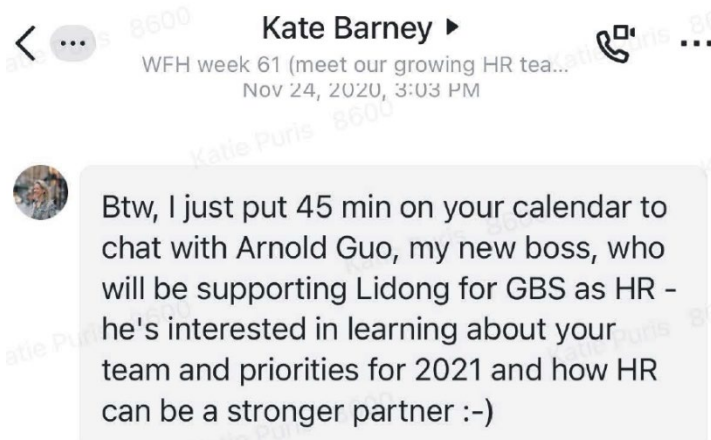 Kate Barney
WFH week 61 (meet our growing HR tea...
Nov 24, 2020, 3:03 PM
Btw, I just put 45 min on your calendar to
chat with Arnold Guo, my new boss, who
will be supporting Lidong for GBS as HR -
he's interested in learning about your
team and priorities for 2021 and how HR
can be a stronger partner :-)
Katie Puris 8600